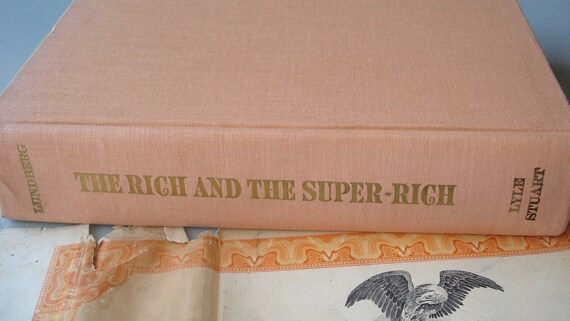 LUNDBERG
THE RICH AND THE SUPER-RICH
LYLE
STUART